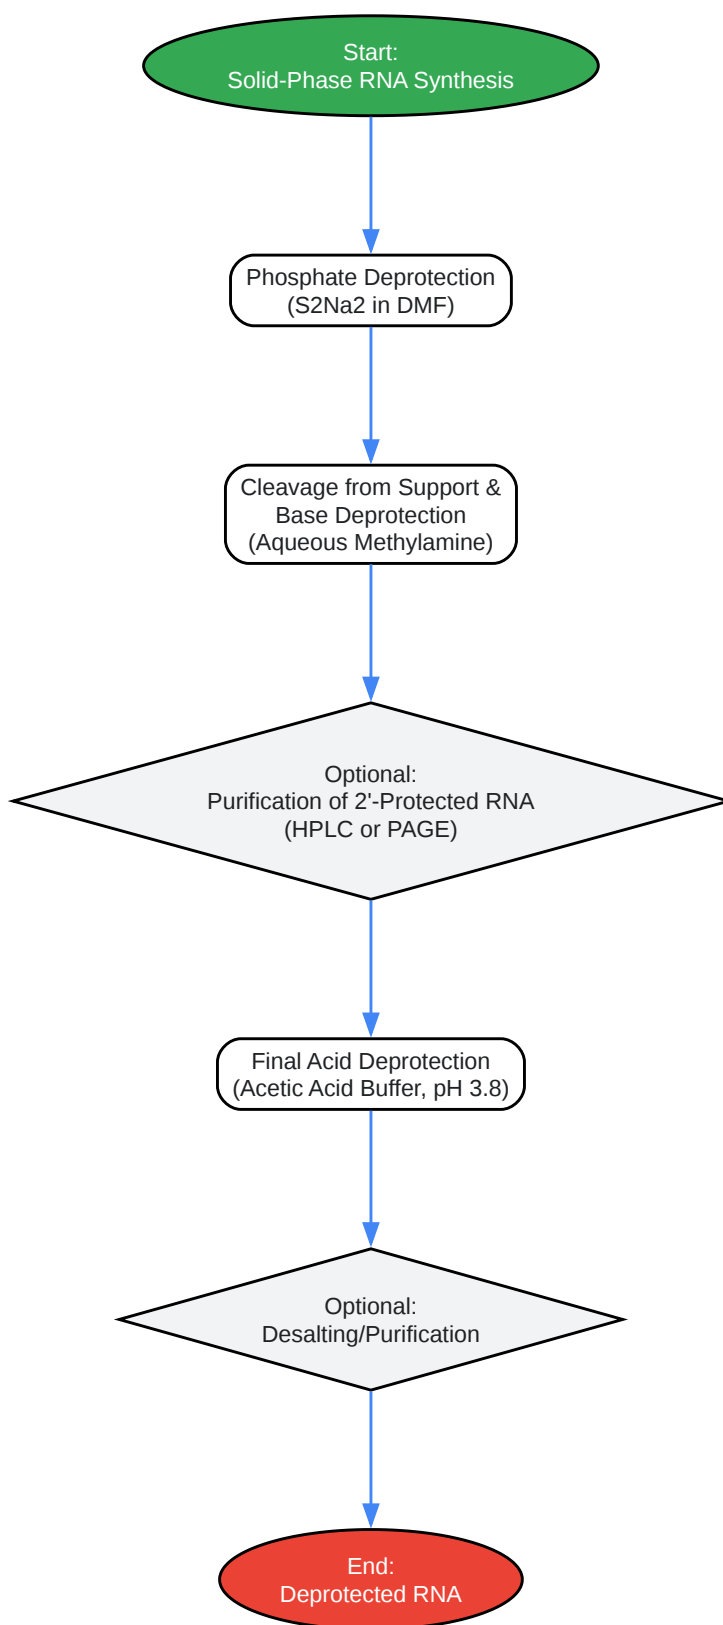 Start:
Solid-Phase RNA Synthesis
Phosphate Deprotection
(S2Na2 in DMF)
Cleavage from Support &
Base Deprotection
(Aqueous Methylamine)
Optional:
Purification of 2'-Protected RNA
(HPLC or PAGE)
Final Acid Deprotection
(Acetic Acid Buffer, pH 3.8)
Optional:
Desalting/Purification
End:
Deprotected RNA